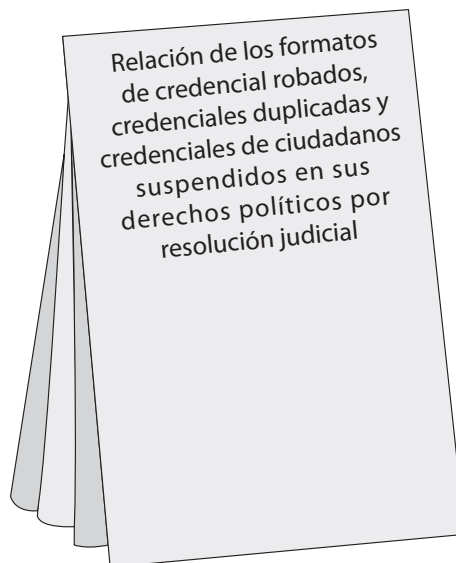 Relación de los formatos
de credencial robados,
credenciales duplicadas y
credenciales de ciudadanos
suspendidos en sus
derechos políticos por
resolución judicial